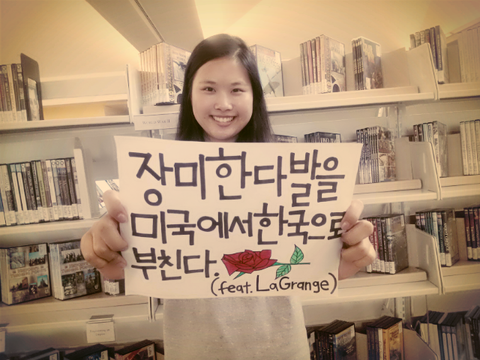 장미한다발을
미국에서한국으로
부친다.
(feat. LaGrange)